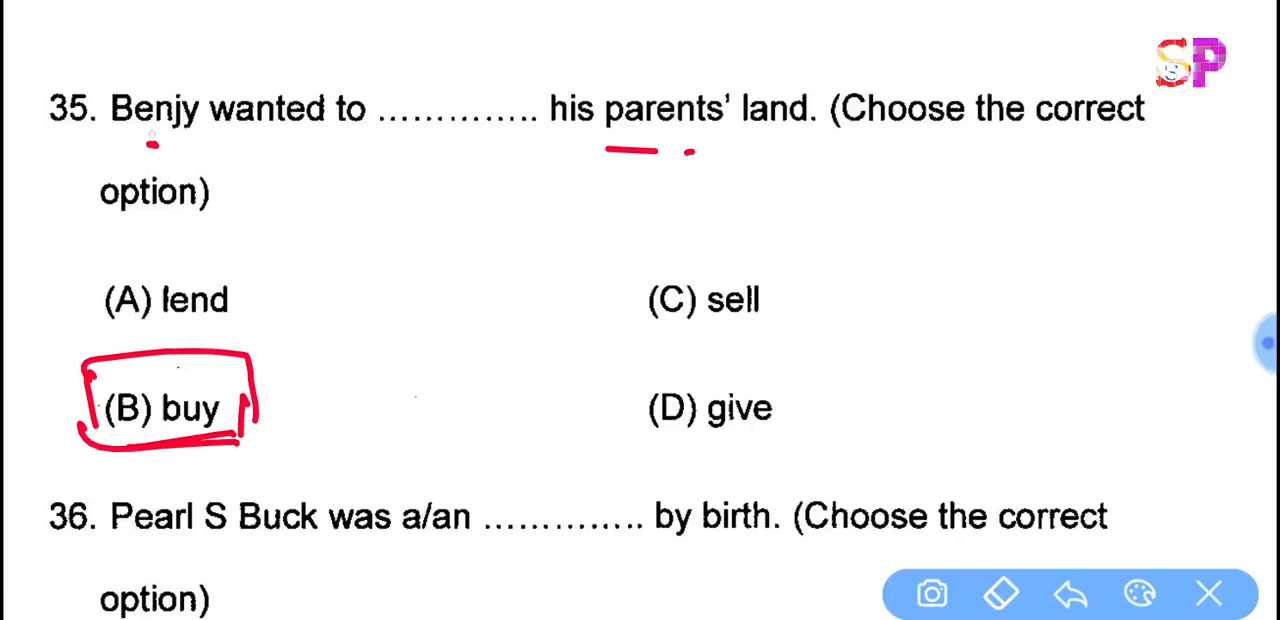 SP
35. Benjy wanted to .............. his parents' land. (Choose the correct
option)
(A) lend (C) sell
(B) buy (D) give
36. Pearl S Buck was a/an .............. by birth. (Choose the correct
option)